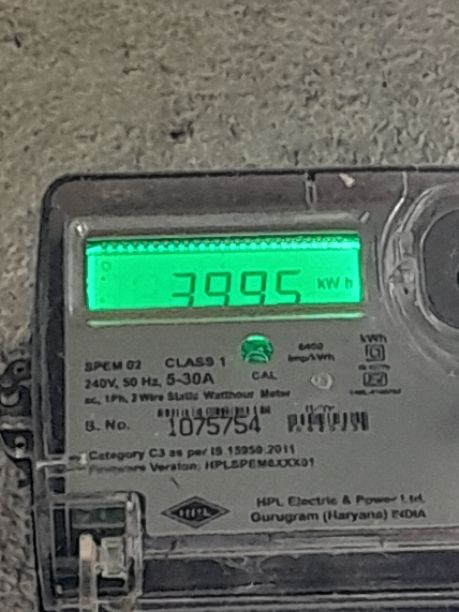 3995 kWh
SPEM 02 CLASS 1 6400 imp/kWh kWh
240V, 50 Hz, 5-30A CAL
ac, 1Ph, 2 Wire Static Watthour Meter
S. No. 1075754
Category C3 as per IS 15959:2011
Firmware Version: HPLSPEM0XXX01
HPL HPL Electric & Power Ltd.
Gurugram (Haryana) INDIA